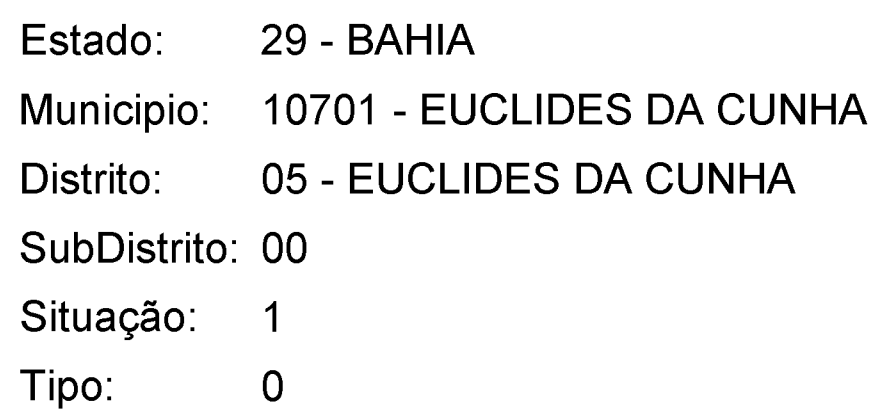 Estado: 29 - BAHIA
Municipio: 10701 - EUCLIDES DA CUNHA
Distrito: 05 - EUCLIDES DA CUNHA
SubDistrito: 00
Situação: 1
Tipo: 0